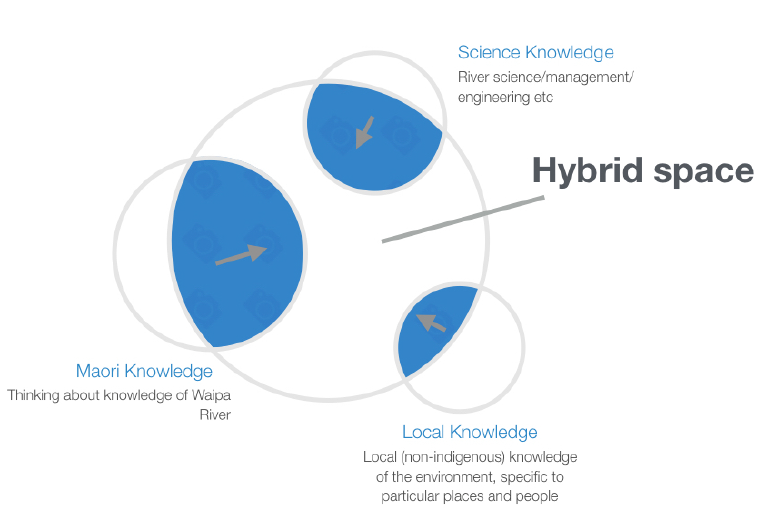 Science Knowledge
River science/management/
engineering etc
Hybrid space
Maori Knowledge
Thinking about knowledge of Waipa
River
Local Knowledge
Local (non-indigenous) knowledge
of the environment, specific to
particular places and people